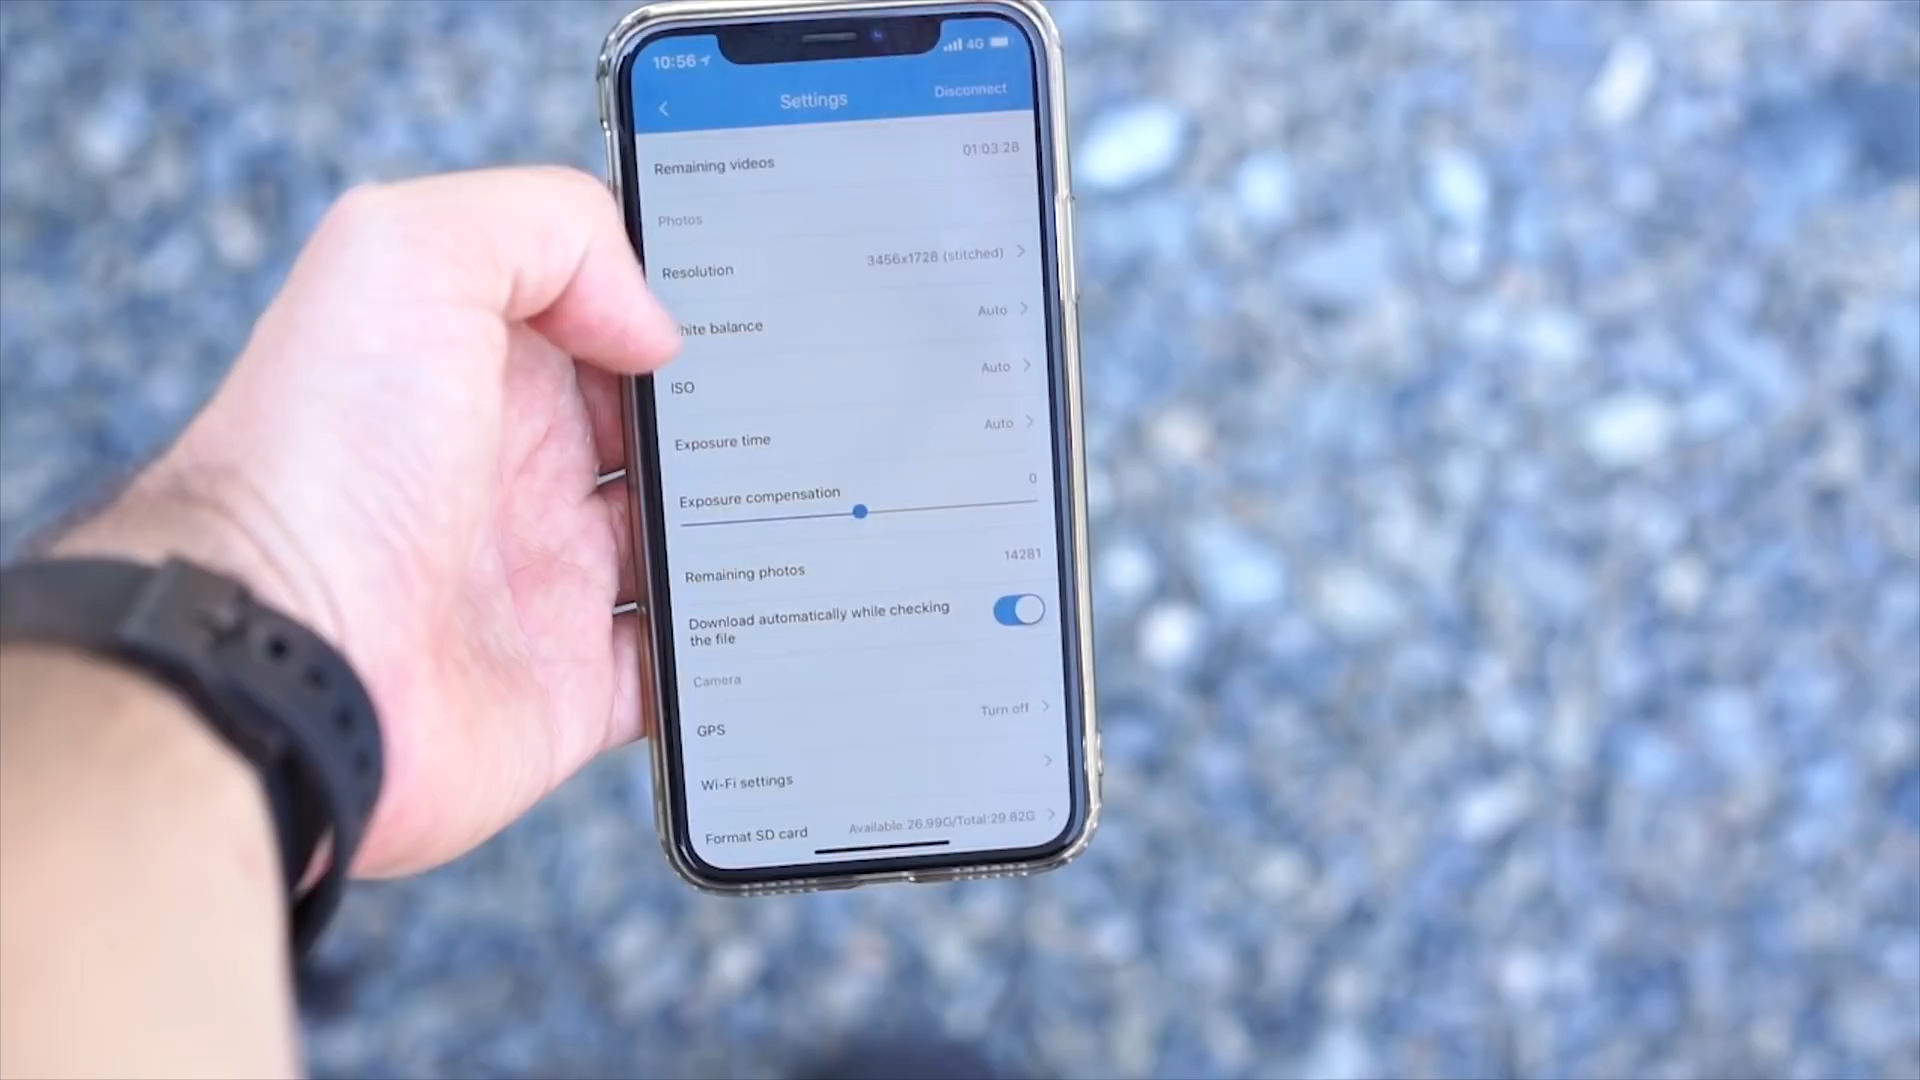 10:56
4G
Settings
Disconnect
Remaining videos 01:03:28
Photos
Resolution 3456x1728 (stitched)
hite balance Auto
ISO Auto
Exposure time Auto
Exposure compensation 0
Remaining photos 14281
Download automatically while checking
the file
Camera
GPS Turn off
Wi-Fi settings
Format SD card Available:26.99G/Total:29.82G